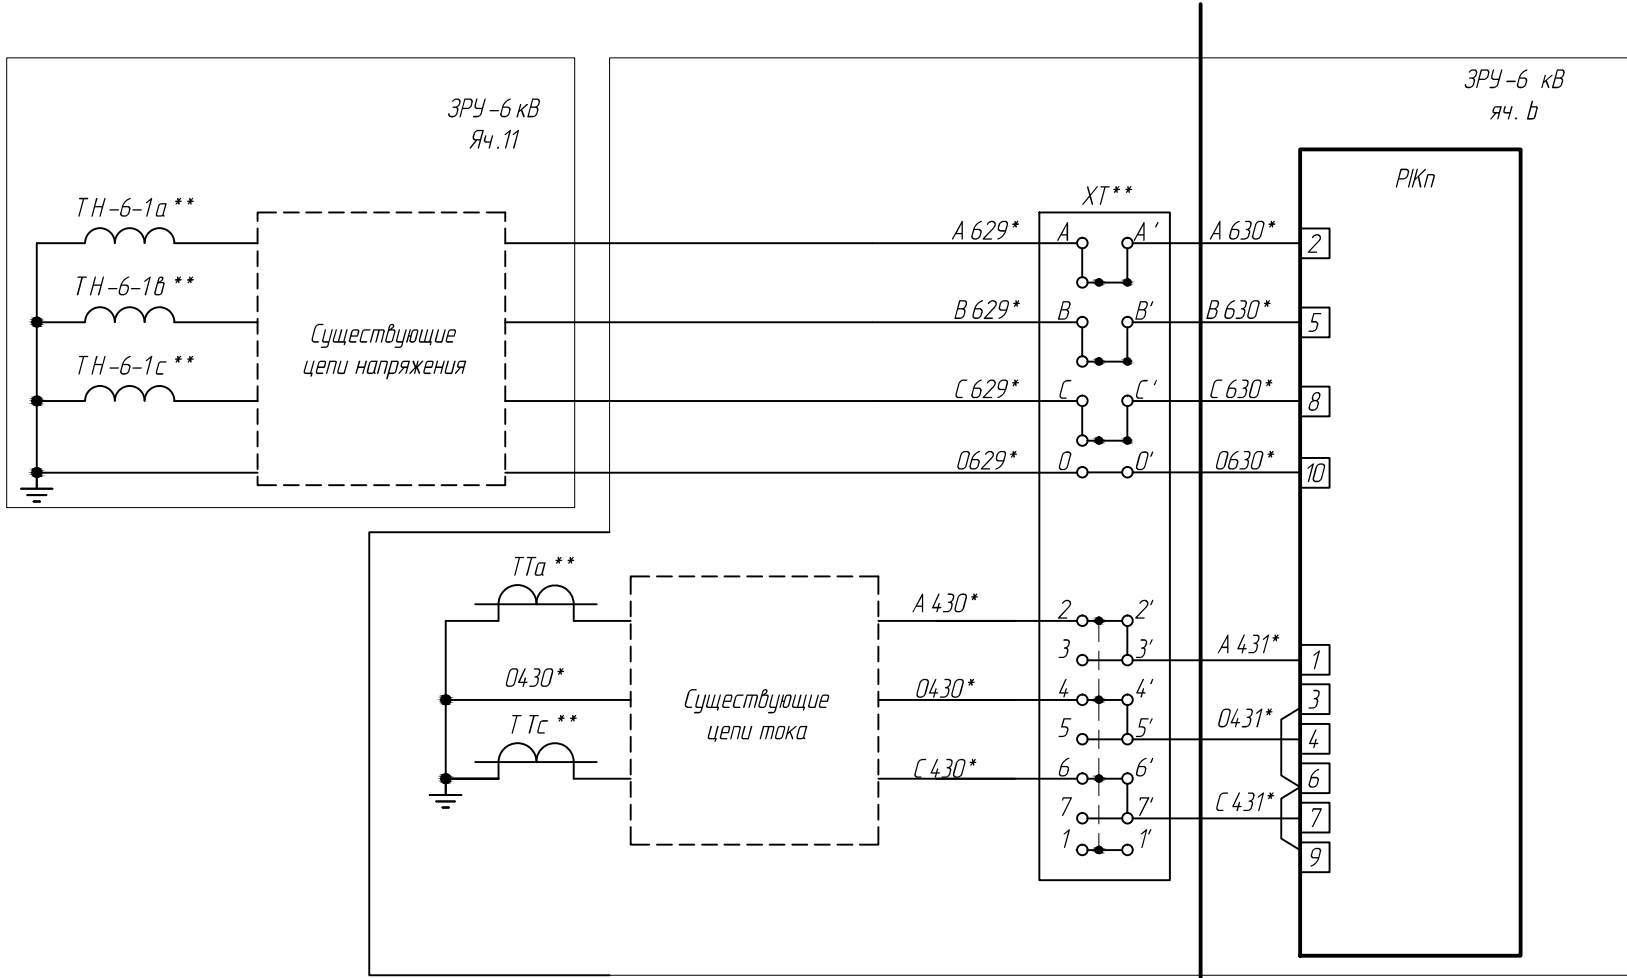 ЗРУ-6 кВ
Яч.11
ЗРУ-6 кВ
яч. b
PIKn
ХТ**
ТН-6-1а**
А 629*
А
А'
А 630*
2
ТН-6-1в**
В 629*
В
В'
В 630*
5
Существующие
цепи напряжения
ТН-6-1с**
С 629*
С
С'
С 630*
8
0629*
0
0'
0630*
10
ТТа**
А 430*
2
2'
3
3'
А 431*
1
0430*
0430*
4
4'
3
Существующие
цепи тока
5
5'
0431*
4
ТТс**
С 430*
6
6'
6
7
7'
С 431*
7
1
1'
9